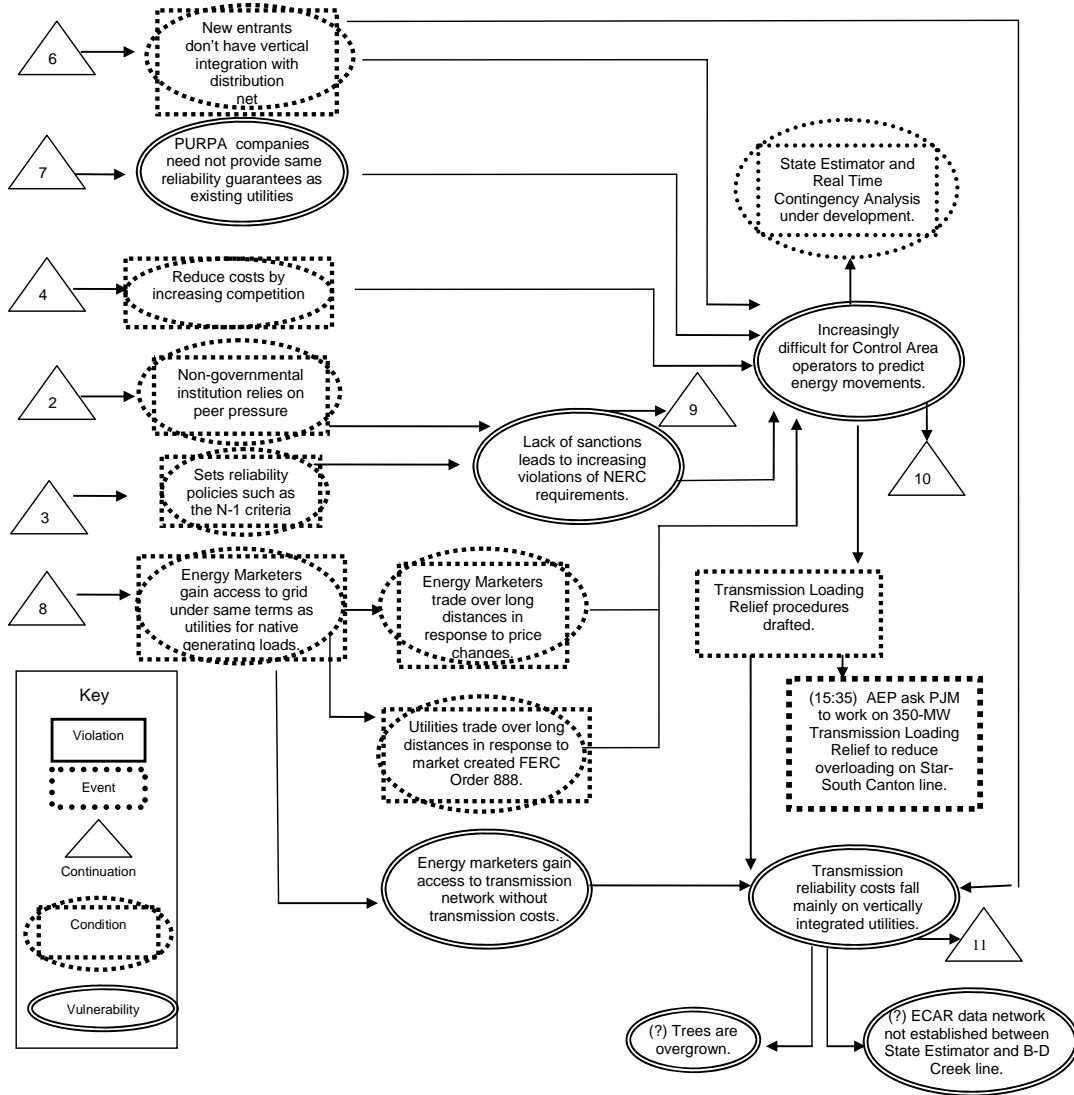 New entrants
don't have vertical
integration with
distribution
net
6
PURPA companies
need not provide same
reliability guarantees as
existing utilities
7
State Estimator and
Real Time
Contingency Analysis
under development.
Reduce costs by
increasing competition
4
Increasingly
difficult for Control Area
operators to predict
energy movements.
Non-governmental
institution relies on
peer pressure
2
9
Lack of sanctions
leads to increasing
violations of NERC
requirements.
10
Sets reliability
policies such as
the N-1 criteria
3
Energy Marketers
gain access to grid
under same terms as
utilities for native
generating loads.
8
Energy Marketers
trade over long
distances in
response to price
changes.
Transmission Loading
Relief procedures
drafted.
(15:35) AEP ask PJM
to work on 350-MW
Transmission Loading
Relief to reduce
overloading on Star-
South Canton line.
Utilities trade over long
distances in response to
market created FERC
Order 888.
Key
Violation
Event
Continuation
Condition
Vulnerability
Energy marketers gain
access to transmission
network without
transmission costs.
Transmission
reliability costs fall
mainly on vertically
integrated utilities.
11
(?) Trees are
overgrown.
(?) ECAR data network
not established between
State Estimator and B-D
Creek line.